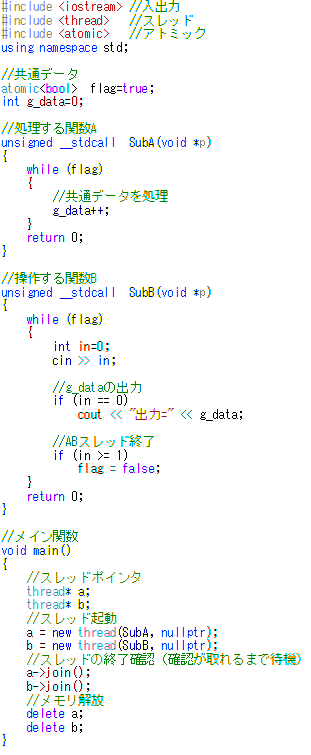 #include <iostream> //入出力
#include <thread> //スレッド
#include <atomic> //アトミック
using namespace std;
//共通データ
atomic<bool> flag=true;
int g_data=0;
//処理する関数A
unsigned __stdcall SubA(void *p)
{
while (flag)
{
//共通データを処理
g_data++;
}
return 0;
}
//操作する関数B
unsigned __stdcall SubB(void *p)
{
while (flag)
{
int in=0;
cin >> in;
//g_dataの出力
if (in == 0)
cout << "出力=" << g_data;
//ABスレッド終了
if (in >= 1)
flag = false;
}
return 0;
}
//メイン関数
void main()
{
//スレッドポインタ
thread* a;
thread* b;
//スレッド起動
a = new thread(SubA, nullptr);
b = new thread(SubB, nullptr);
//スレッドの終了確認（確認が取れるまで待機）
a->join();
b->join();
//メモリ解放
delete a;
delete b;
}